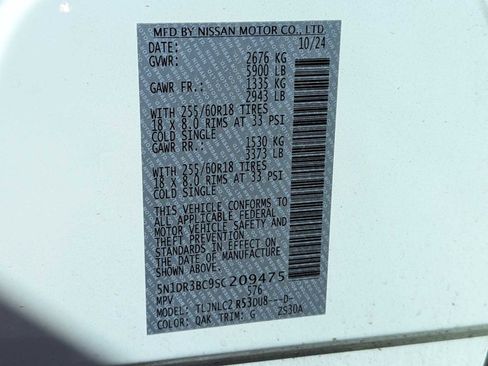 MFD BY NISSAN MOTOR CO., LTD.
DATE: 10/24
GVWR: 2676 KG
5900 LB
GAWR FR.: 1335 KG
2943 LB
WITH 255/60R18 TIRES
18 X 8.0 RIMS AT 33 PSI
COLD SINGLE
GAWR RR.: 1530 KG
3373 LB
WITH 255/60R18 TIRES
18 X 8.0 RIMS AT 33 PSI
COLD SINGLE
THIS VEHICLE CONFORMS TO
ALL APPLICABLE FEDERAL
MOTOR VEHICLE SAFETY AND
THEFT PREVENTION
STANDARDS IN EFFECT ON
THE DATE OF MANUFACTURE
SHOWN ABOVE.
5N1DR3BC9SC209475
MPV 576
MODEL: TLJNLC2 R53DU8---D-
COLOR: QAK TRIM: G ZS30A